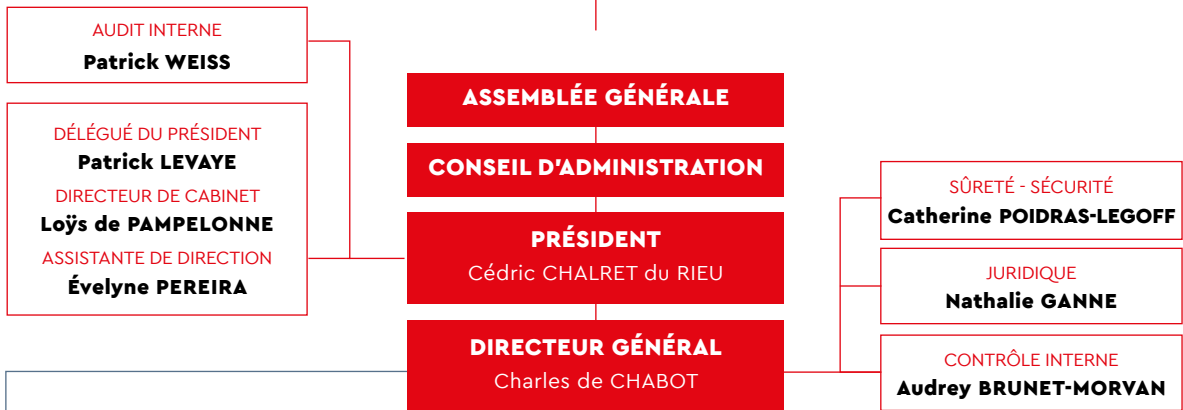 AUDIT INTERNE
Patrick WEISS
DÉLÉGUÉ DU PRÉSIDENT
Patrick LEVAYE
DIRECTEUR DE CABINET
Loÿs de PAMPELONNE
ASSISTANTE DE DIRECTION
Évelyne PEREIRA
ASSEMBLÉE GÉNÉRALE
CONSEIL D'ADMINISTRATION
PRÉSIDENT
Cédric CHALRET du RIEU
DIRECTEUR GÉNÉRAL
Charles de CHABOT
SÛRETÉ - SÉCURITÉ
Catherine POIDRAS-LEGOFF
JURIDIQUE
Nathalie GANNE
CONTRÔLE INTERNE
Audrey BRUNET-MORVAN